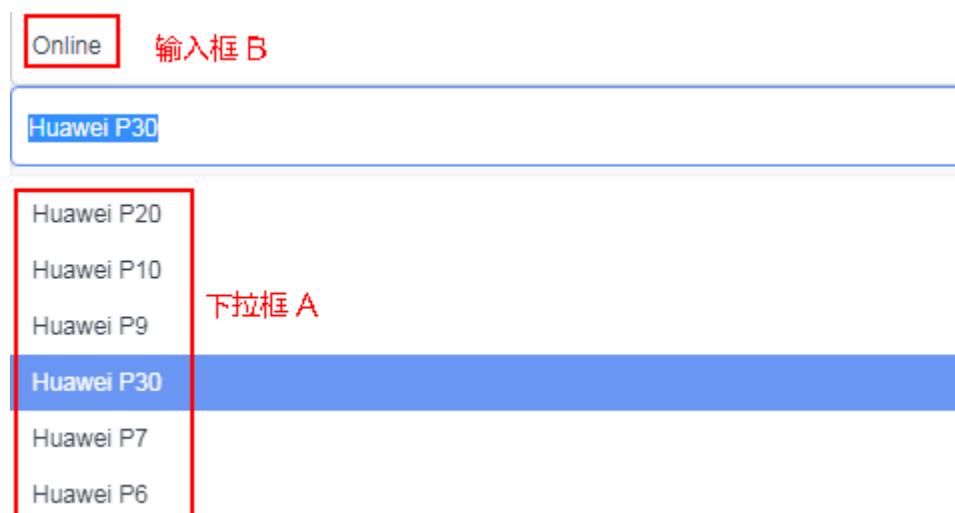 Online 输入框 B
Huawei P30
Huawei P20
Huawei P10
Huawei P9
下拉框 A
Huawei P30
Huawei P7
Huawei P6